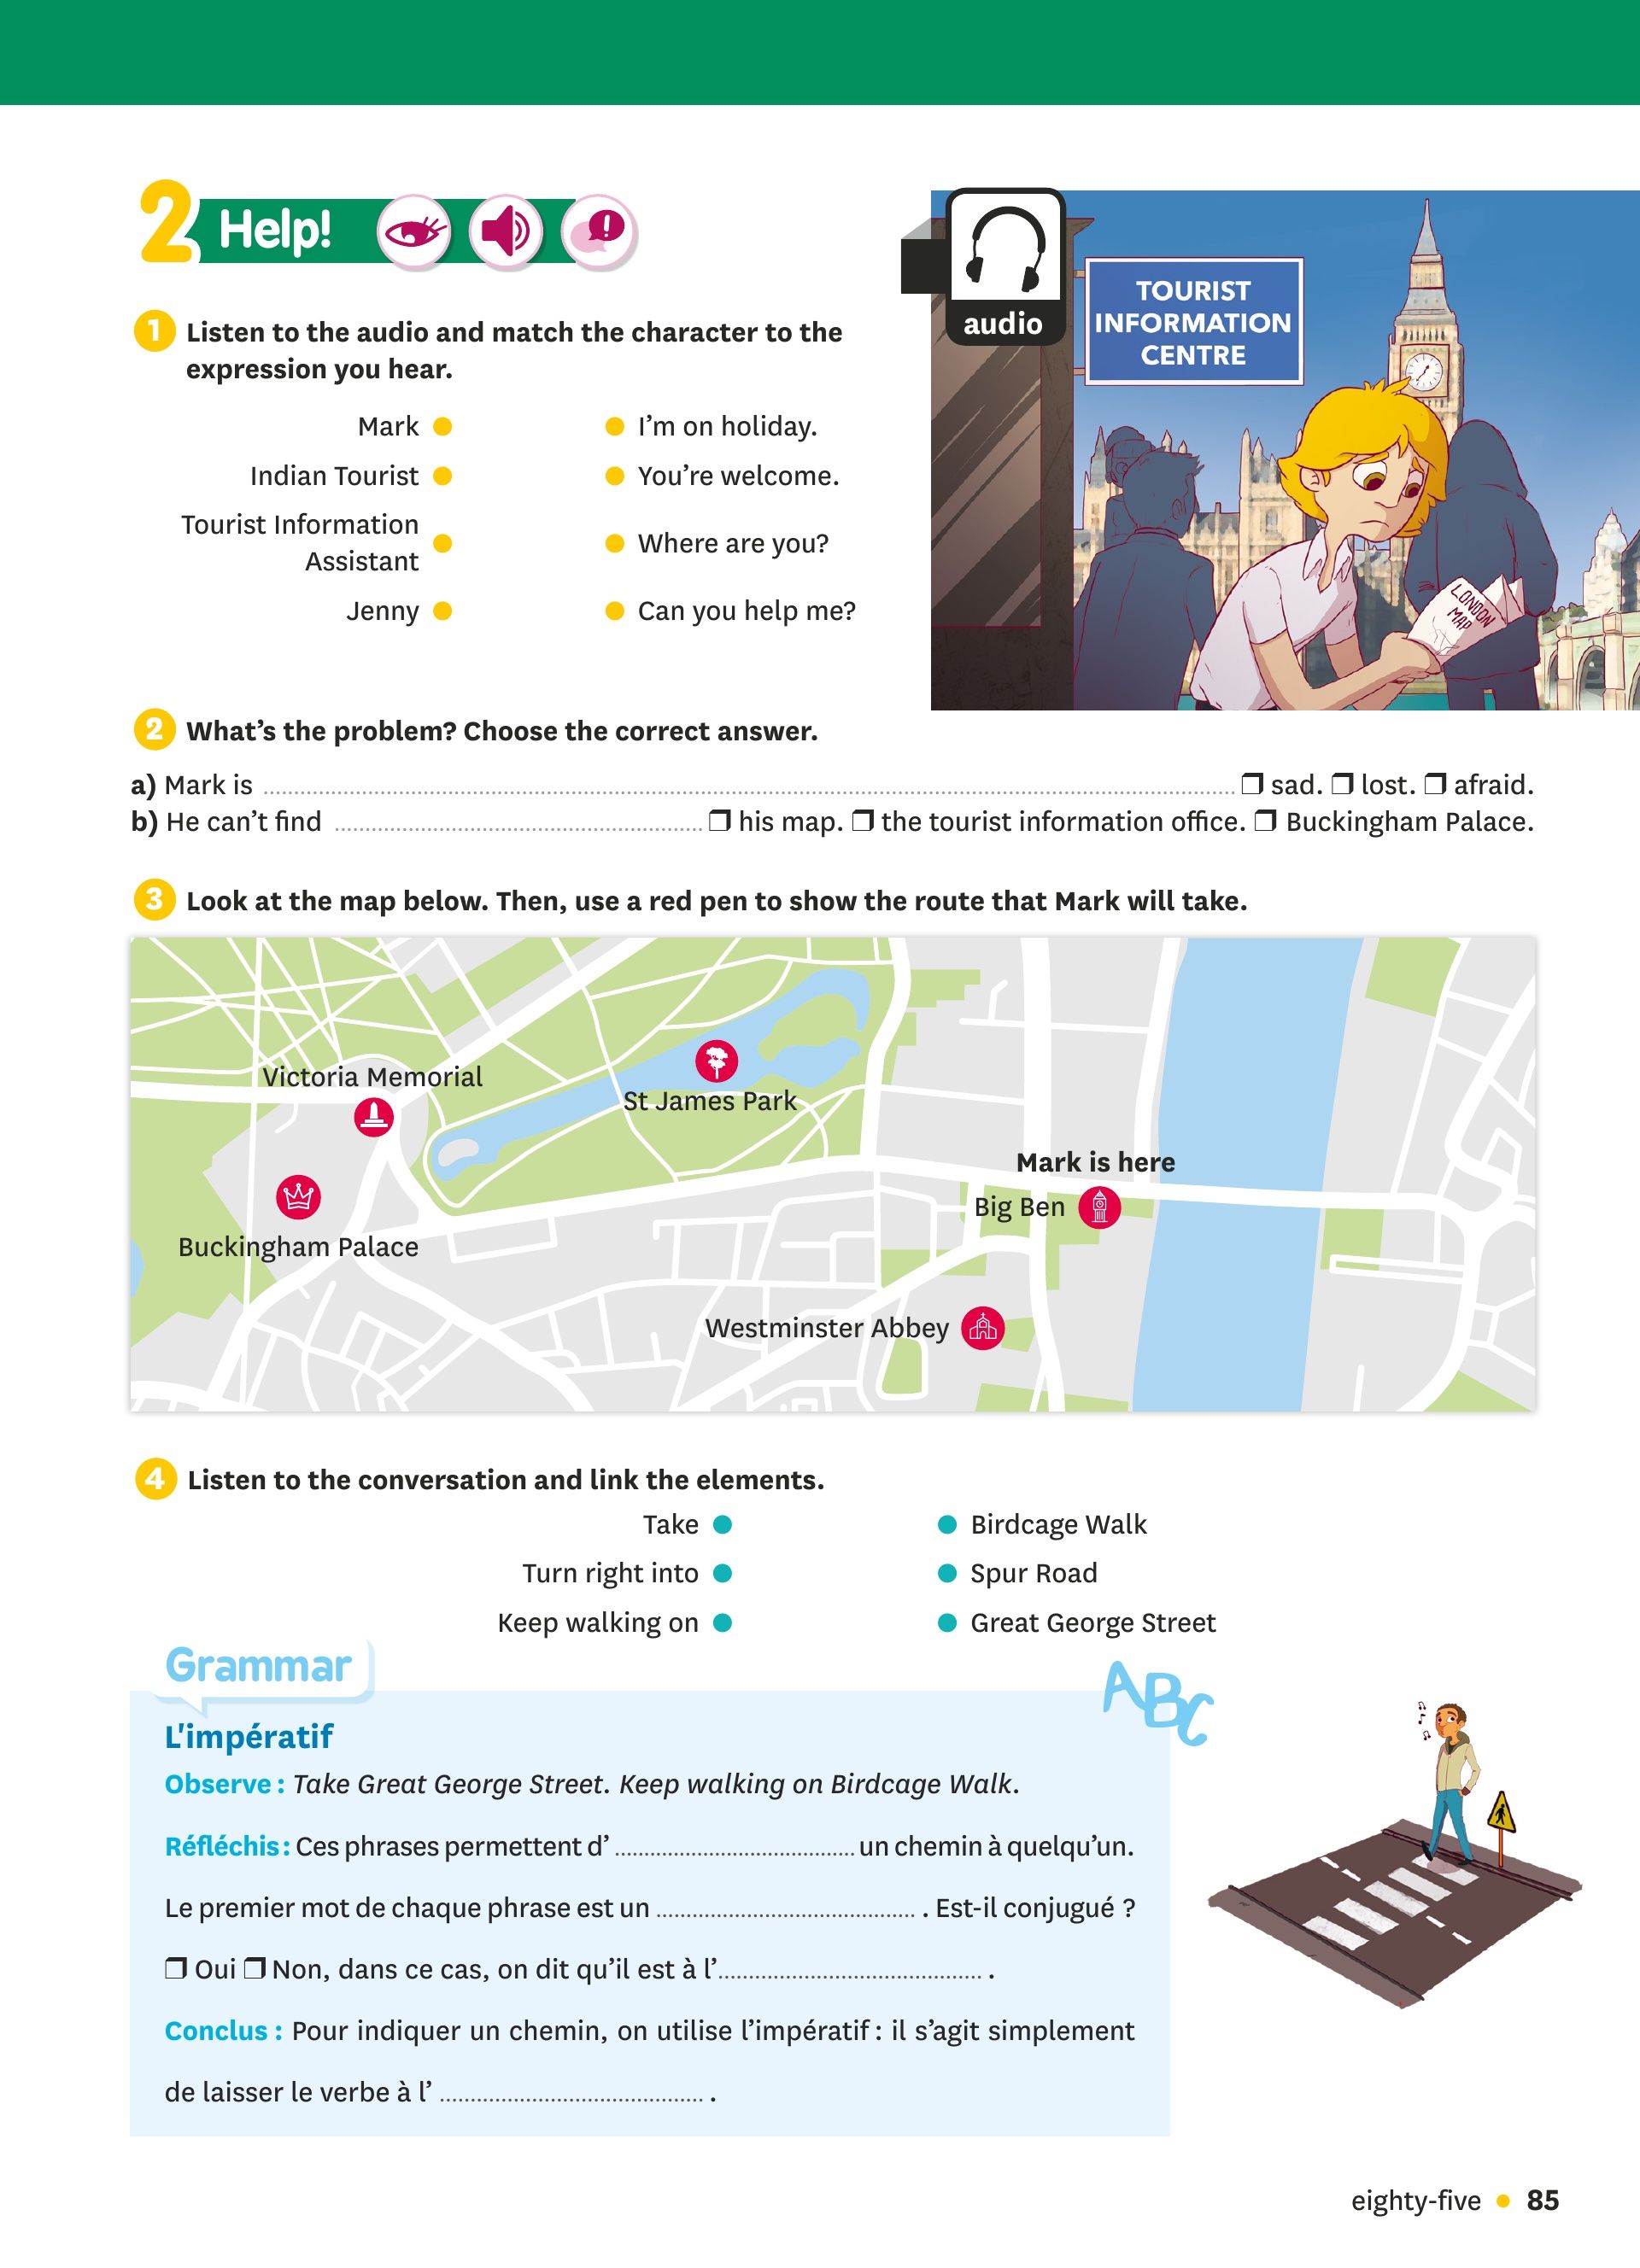 2 Help!
audio
TOURIST
INFORMATION
CENTRE
LONDON
MAP
1 Listen to the audio and match the character to the
expression you hear.
Mark ● ● I’m on holiday.
Indian Tourist ● ● You’re welcome.
Tourist Information
Assistant ● ● Where are you?
Jenny ● ● Can you help me?
2 What’s the problem? Choose the correct answer.
a) Mark is ........................ ❒ sad. ❒ lost. ❒ afraid.
b) He can’t find ........................ ❒ his map. ❒ the tourist information office. ❒ Buckingham Palace.
3 Look at the map below. Then, use a red pen to show the route that Mark will take.
Victoria Memorial
St James Park
Mark is here
Big Ben
Buckingham Palace
Westminster Abbey
4 Listen to the conversation and link the elements.
Take ● ● Birdcage Walk
Turn right into ● ● Spur Road
Keep walking on ● ● Great George Street
Grammar
ABC
L'impératif
Observe : Take Great George Street. Keep walking on Birdcage Walk.
Réfléchis : Ces phrases permettent d’ ........................ un chemin à quelqu’un.
Le premier mot de chaque phrase est un ........................ . Est-il conjugué ?
❒ Oui ❒ Non, dans ce cas, on dit qu’il est à l’........................ .
Conclus : Pour indiquer un chemin, on utilise l’impératif : il s’agit simplement
de laisser le verbe à l’ ........................ .
eighty-five • 85